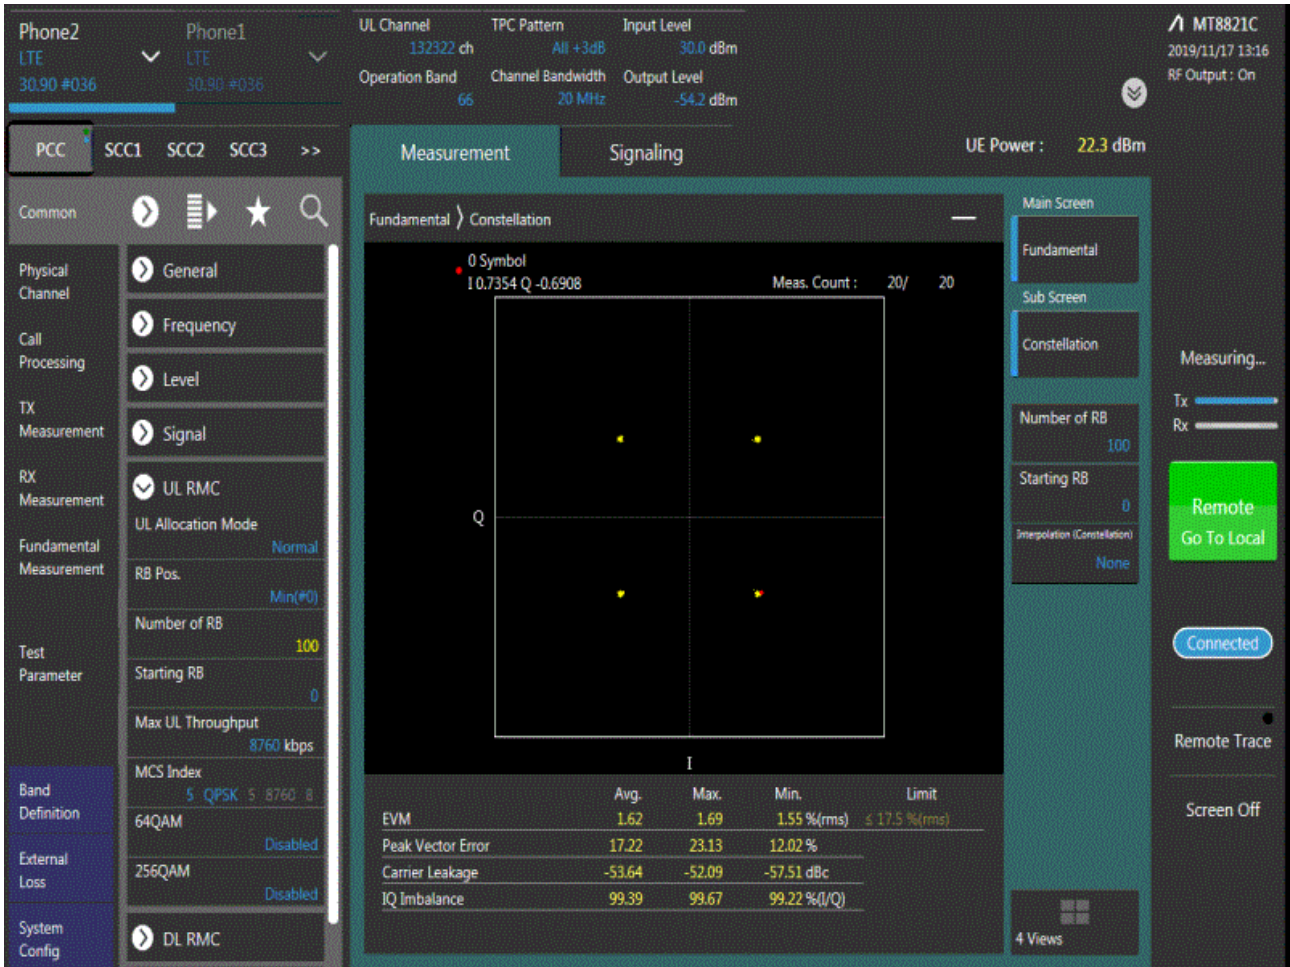 Phone2
LTE
30.90 #036
Phone1
LTE
30.90 #036
UL Channel
132322 ch
TPC Pattern
All +3dB
Input Level
30.0 dBm
Operation Band
66
Channel Bandwidth
20 MHz
Output Level
-54.2 dBm
MT8821C
2019/11/17 13:16
RF Output : On
PCC SCC1 SCC2 SCC3 >>
Measurement
Signaling
UE Power : 22.3 dBm
Common
Physical
Channel
Call
Processing
TX
Measurement
RX
Measurement
Fundamental
Measurement
Test
Parameter
Band
Definition
External
Loss
System
Config
General
Frequency
Level
Signal
UL RMC
UL Allocation Mode
Normal
RB Pos.
Min(#0)
Number of RB
100
Starting RB
0
Max UL Throughput
8760 kbps
MCS Index
5 QPSK 5 8760 8
64QAM
Disabled
256QAM
Disabled
DL RMC
Fundamental 〉 Constellation
0 Symbol
I 0.7354 Q -0.6908
Meas. Count : 20/ 20
Q
I
Avg. Max. Min. Limit
EVM 1.62 1.69 1.55 %(rms) ≤ 17.5 %(rms)
Peak Vector Error 17.22 23.13 12.02 %
Carrier Leakage -53.64 -52.09 -57.51 dBc
IQ Imbalance 99.39 99.67 99.22 %(I/Q)
Main Screen
Fundamental
Sub Screen
Constellation
Number of RB
100
Starting RB
0
Interpolation (Constellation)
None
4 Views
Measuring...
Tx
Rx
Remote
Go To Local
Connected
Remote Trace
Screen Off